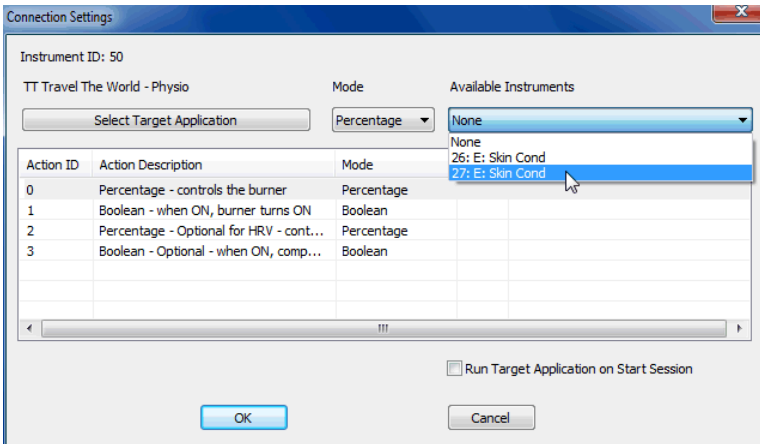 Connection Settings
Instrument ID: 50
TT Travel The World - Physio Mode Available Instruments
Select Target Application Percentage None
None
26: E: Skin Cond
27: E: Skin Cond
Action ID Action Description Mode
0 Percentage - controls the burner Percentage
1 Boolean - when ON, burner turns ON Boolean
2 Percentage - Optional for HRV - cont... Percentage
3 Boolean - Optional - when ON, comp... Boolean
Run Target Application on Start Session
OK Cancel